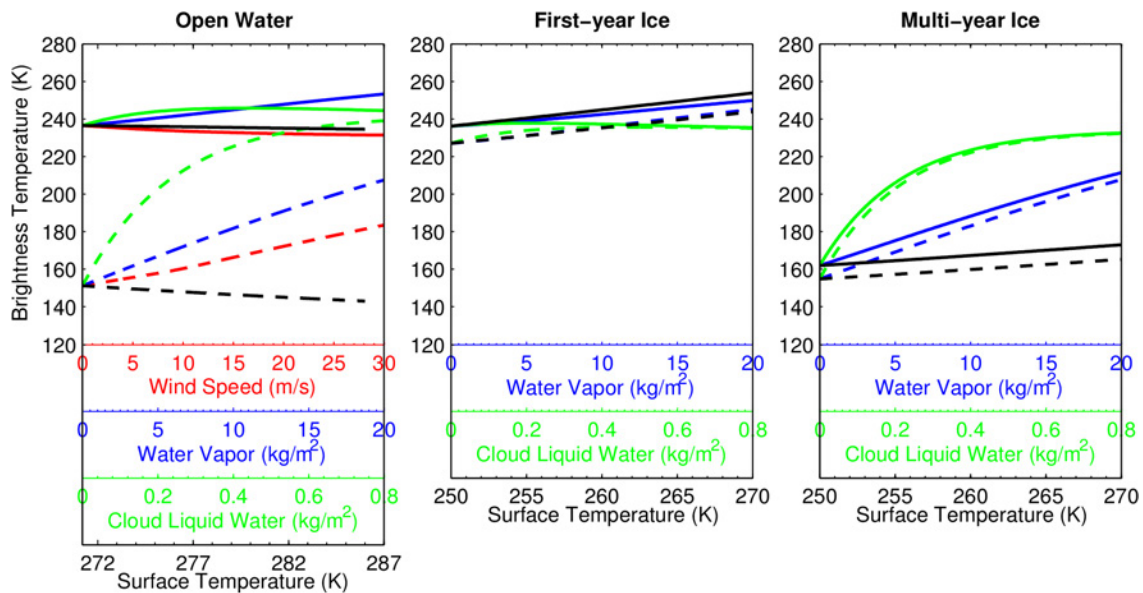 Open Water
First-year Ice
Multi-year Ice
Brightness Temperature (K)
280
260
240
220
200
180
160
140
120
0 5 10 15 20 25 30
Wind Speed (m/s)
0 5 10 15 20
Water Vapor (kg/m²)
0 0.2 0.4 0.6 0.8
Cloud Liquid Water (kg/m²)
272 277 282 287
Surface Temperature (K)
280
260
240
220
200
180
160
140
120
0 5 10 15 20
Water Vapor (kg/m²)
0 0.2 0.4 0.6 0.8
Cloud Liquid Water (kg/m²)
250 255 260 265 270
Surface Temperature (K)
280
260
240
220
200
180
160
140
120
0 5 10 15 20
Water Vapor (kg/m²)
0 0.2 0.4 0.6 0.8
Cloud Liquid Water (kg/m²)
250 255 260 265 270
Surface Temperature (K)